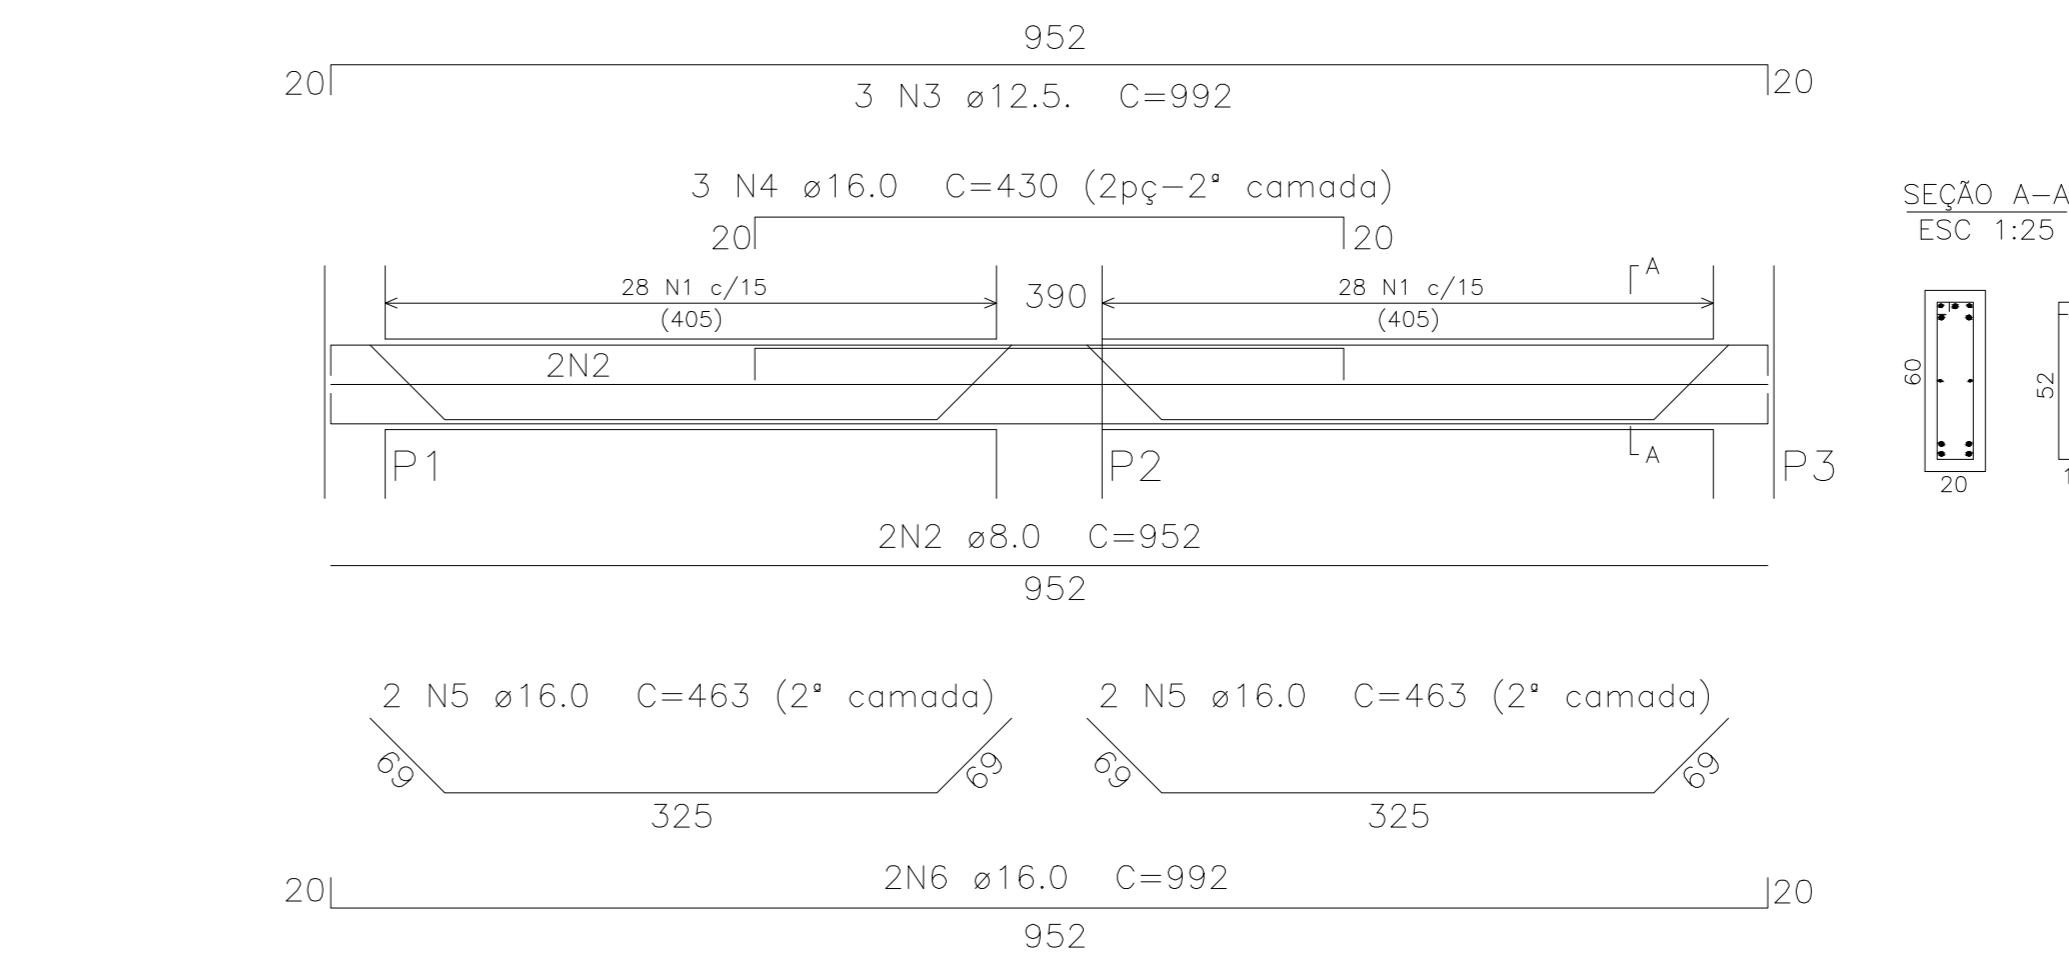 952
20 20
3 N3 ø12.5. C=992
3 N4 ø16.0 C=430 (2pç-2ª camada)
20 20
SEÇÃO A-A
ESC 1:25
28 N1 c/15 390 28 N1 c/15 A
(405) (405)
2N2
60 52
P1 P2 A P3
20
2N2 ø8.0 C=952
952
2 N5 ø16.0 C=463 (2ª camada) 2 N5 ø16.0 C=463 (2ª camada)
69 69 69 69
325 325
2N6 ø16.0 C=992
20 20
952